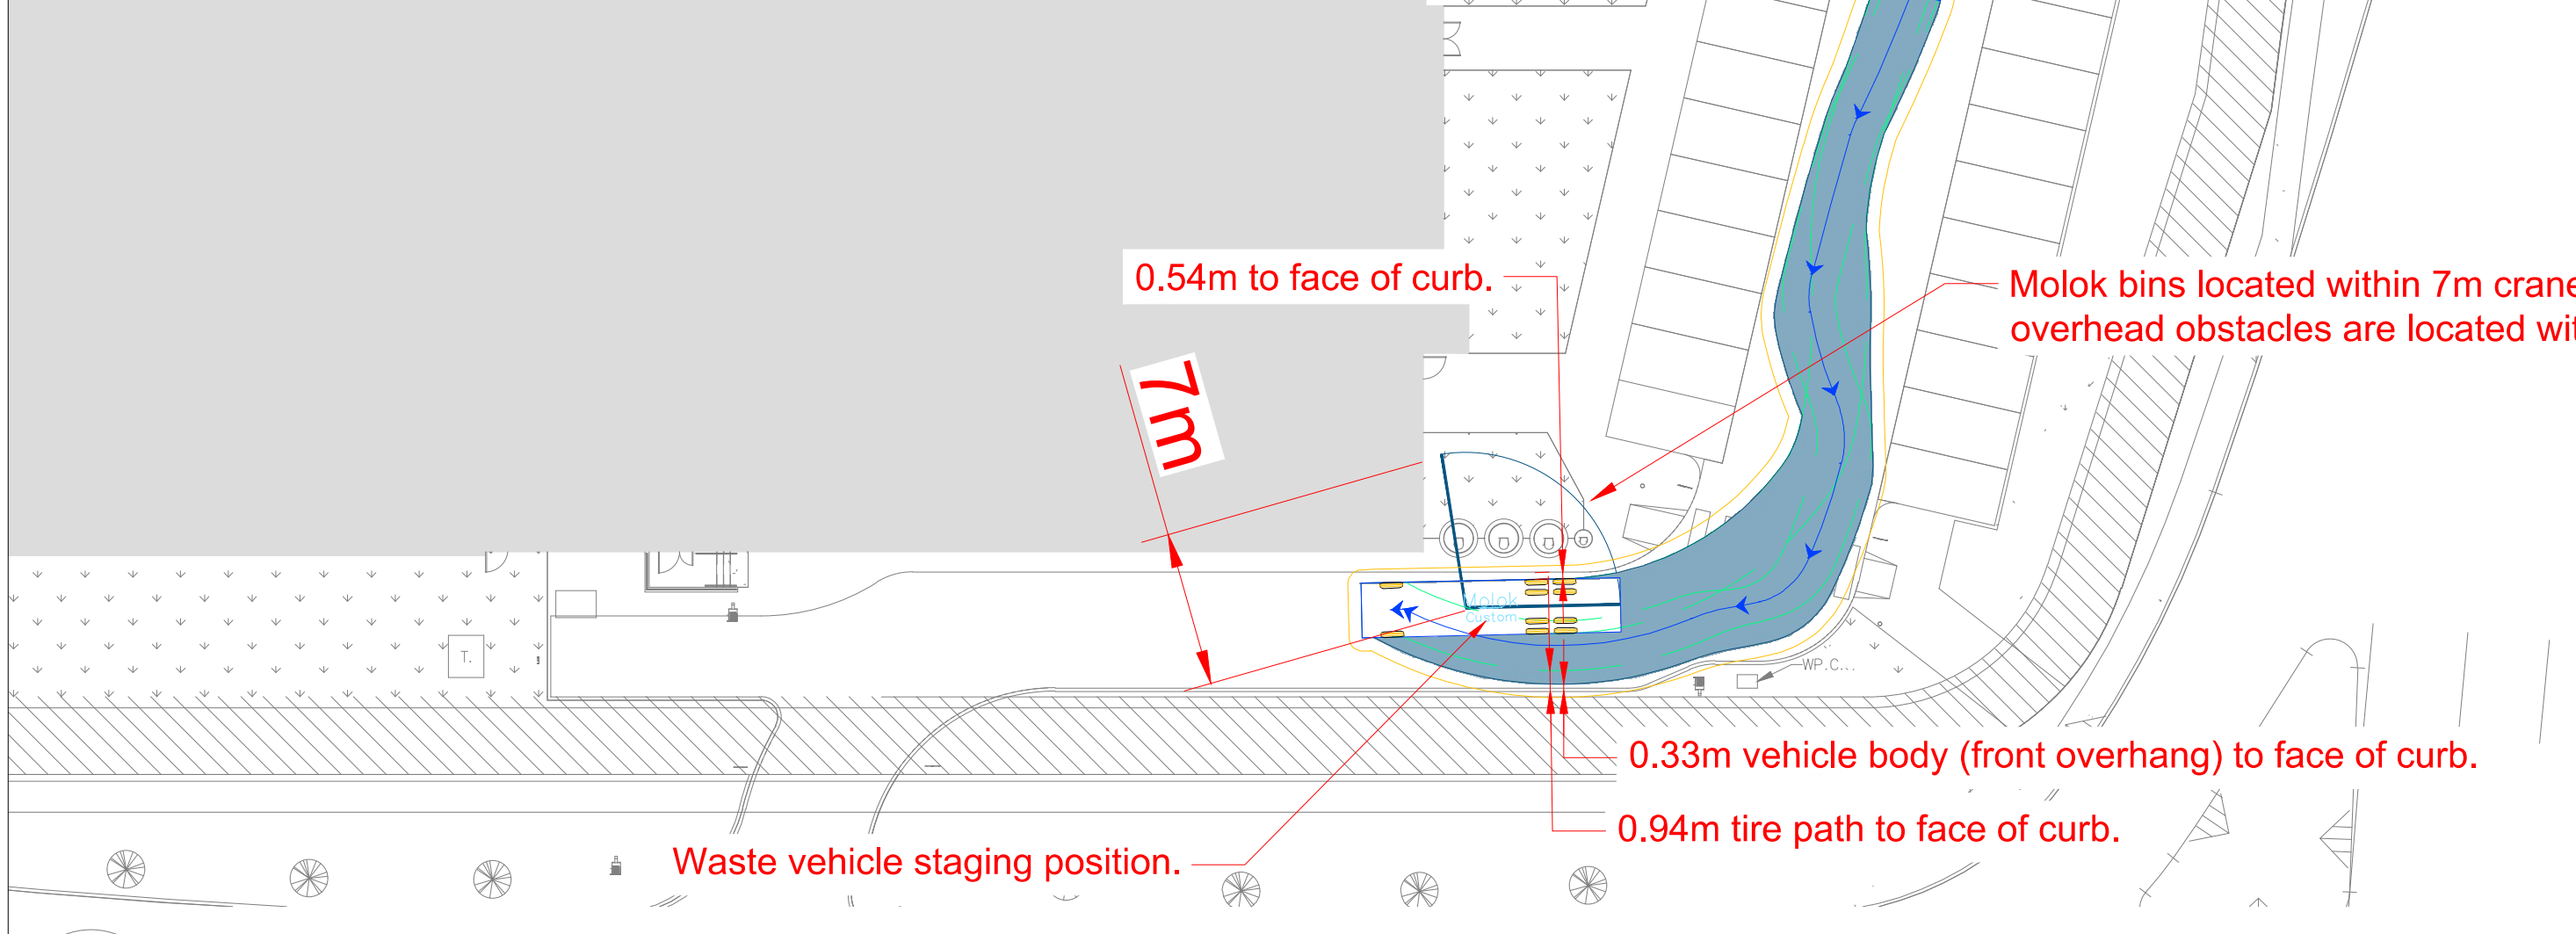 0.54m to face of curb.
Molok bins located within 7m crane
overhead obstacles are located wit
7m
Molok
Custom
T.
WP.C...
0.33m vehicle body (front overhang) to face of curb.
0.94m tire path to face of curb.
Waste vehicle staging position.